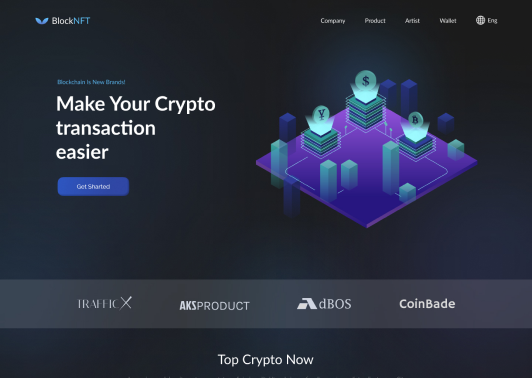 BlockNFT
Company Product Artist Wallet Eng
Blockchain Is New Brands!
Make Your Crypto
transaction
easier
$
¥
B
Get Sharted
TRAFFICX
AKSPRODUCT
dBOS
CoinBade
Top Crypto Now